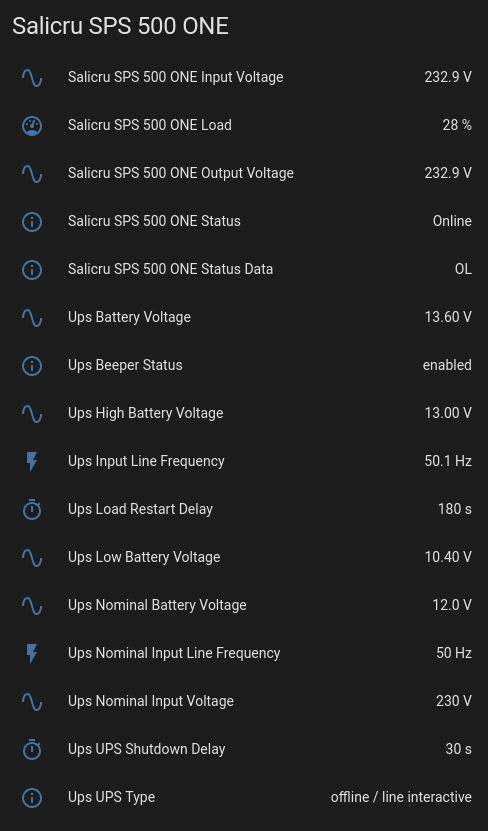 Salicru SPS 500 ONE
Salicru SPS 500 ONE Input Voltage 232.9 V
Salicru SPS 500 ONE Load 28 %
Salicru SPS 500 ONE Output Voltage 232.9 V
Salicru SPS 500 ONE Status Online
Salicru SPS 500 ONE Status Data OL
Ups Battery Voltage 13.60 V
Ups Beeper Status enabled
Ups High Battery Voltage 13.00 V
Ups Input Line Frequency 50.1 Hz
Ups Load Restart Delay 180 s
Ups Low Battery Voltage 10.40 V
Ups Nominal Battery Voltage 12.0 V
Ups Nominal Input Line Frequency 50 Hz
Ups Nominal Input Voltage 230 V
Ups UPS Shutdown Delay 30 s
Ups UPS Type offline / line interactive